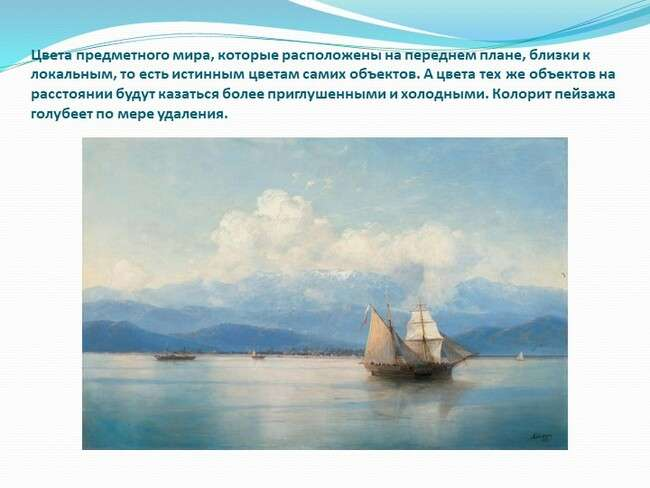 Цвета предметного мира, которые расположены на переднем плане, близки к
локальным, то есть истинным цветам самих объектов. А цвета тех же объектов на
расстоянии будут казаться более приглушенными и холодными. Колорит пейзажа
голубеет по мере удаления.